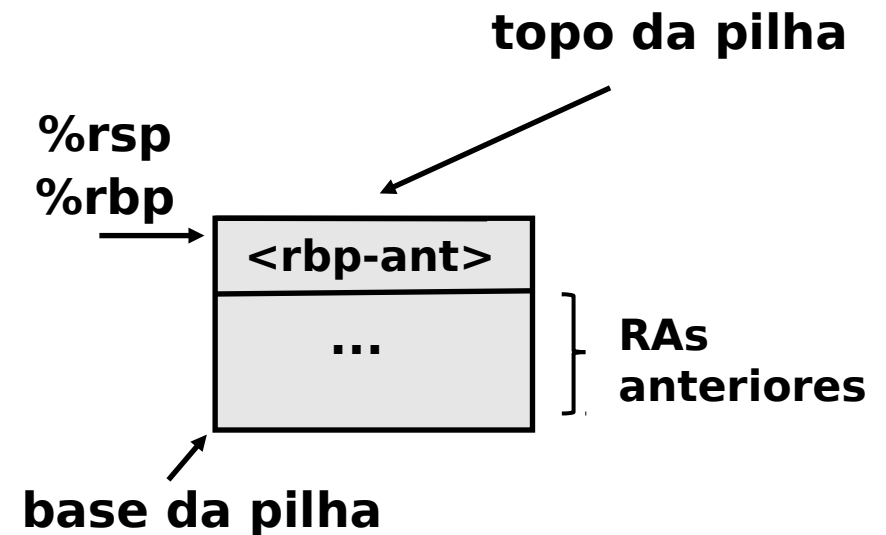 topo da pilha
%rsp
%rbp
<rbp-ant>
...
RAs
anteriores
base da pilha